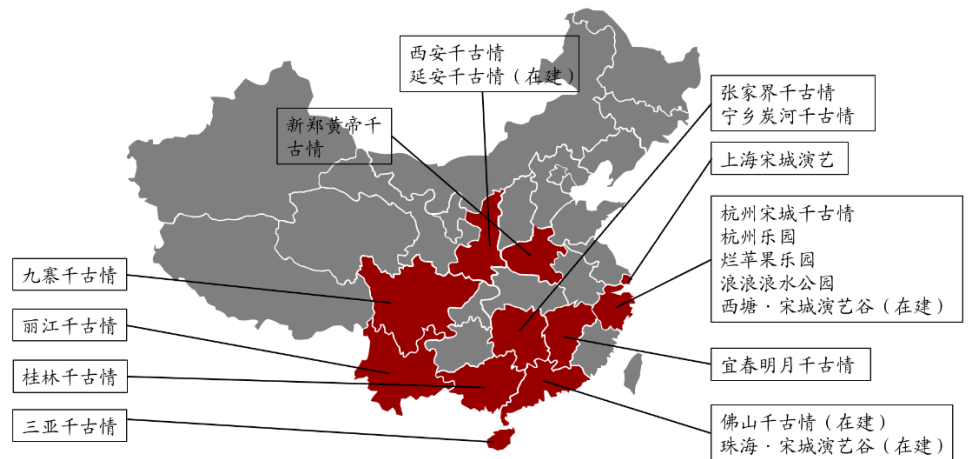 西安千古情
延安千古情（在建）
新郑黄帝千
古情
张家界千古情
宁乡炭河千古情
上海宋城演艺
杭州宋城千古情
杭州乐园
烂苹果乐园
浪浪浪水公园
西塘·宋城演艺谷（在建）
九寨千古情
丽江千古情
桂林千古情
三亚千古情
宜春明月千古情
佛山千古情（在建）
珠海·宋城演艺谷（在建）